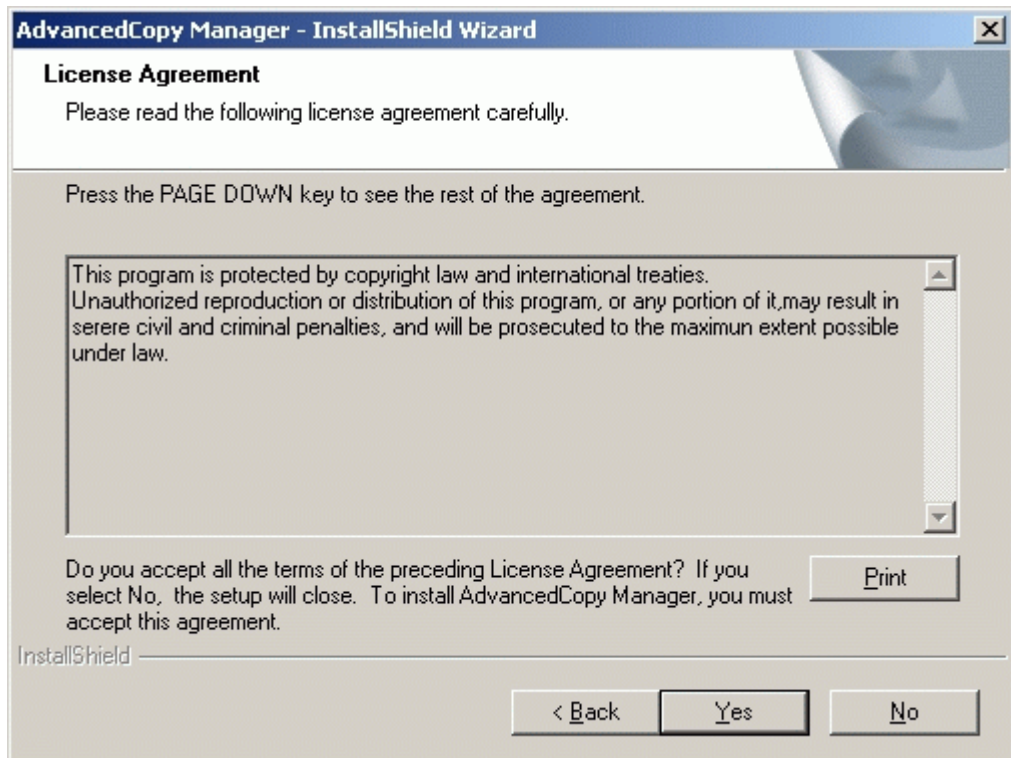 AdvancedCopy Manager - InstallShield Wizard
License Agreement
Please read the following license agreement carefully.
Press the PAGE DOWN key to see the rest of the agreement.
This program is protected by copyright law and international treaties.
Unauthorized reproduction or distribution of this program, or any portion of it,may result in
serere civil and criminal penalties, and will be prosecuted to the maximun extent possible
under law.
Do you accept all the terms of the preceding License Agreement?  If you
select No,  the setup will close.  To install AdvancedCopy Manager, you must
accept this agreement.
Print
InstallShield
< Back
Yes
No